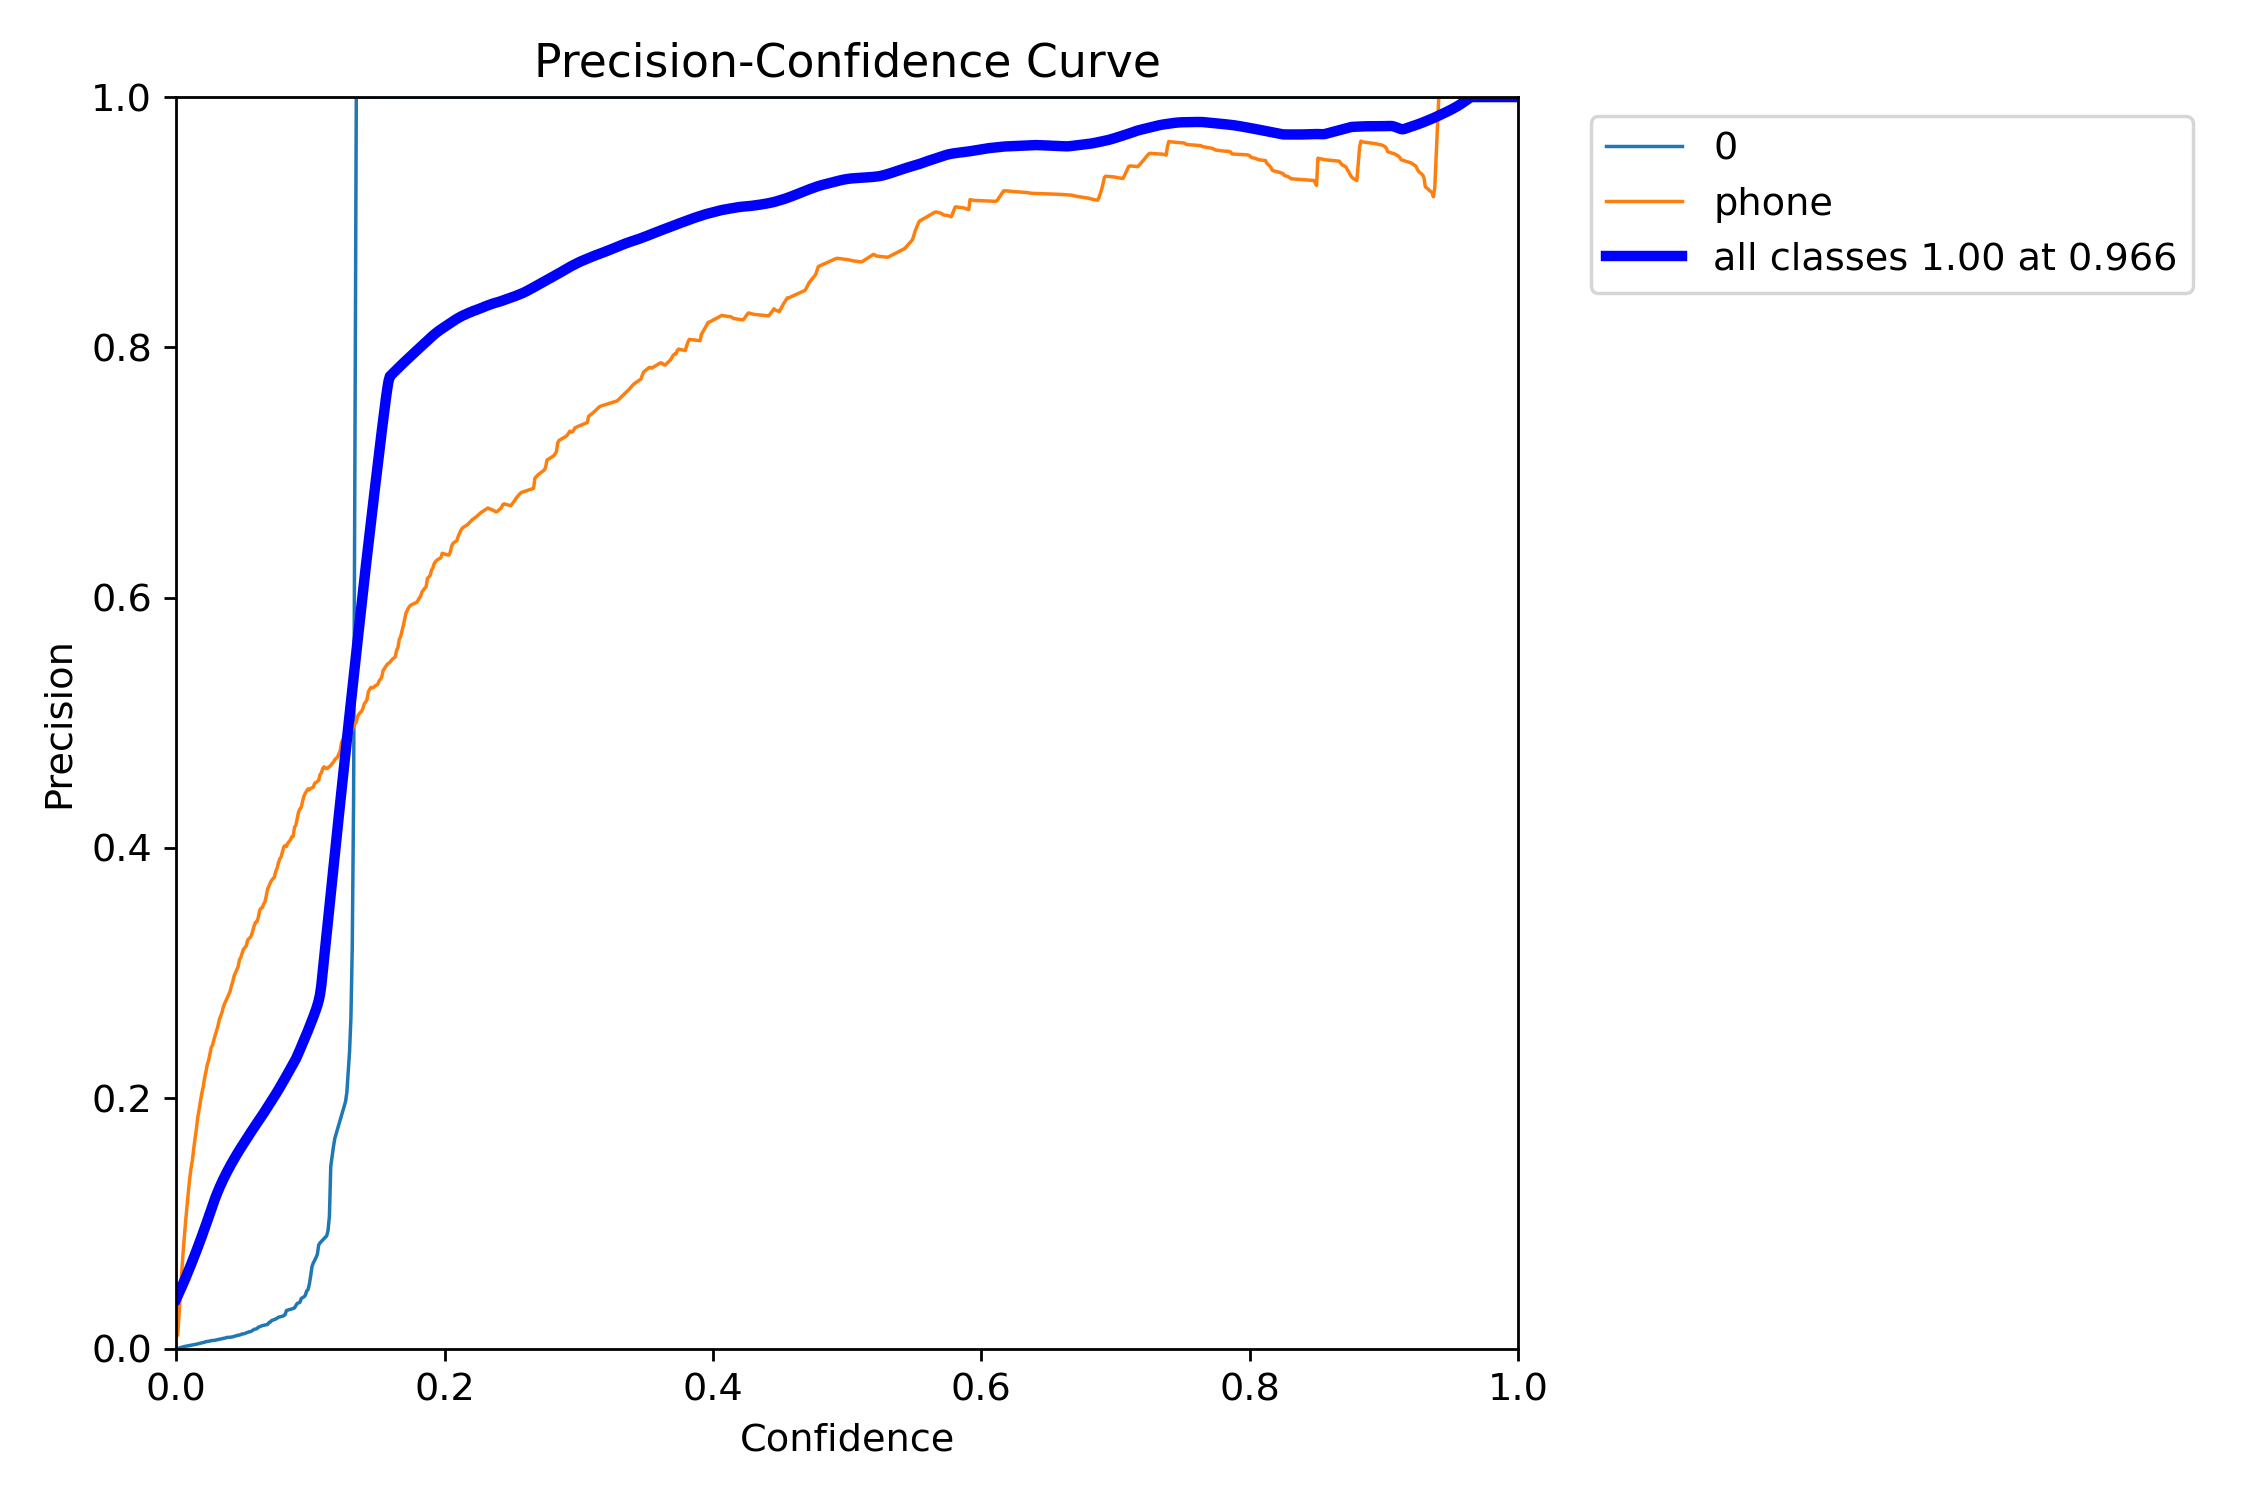 Precision-Confidence Curve
1.0
0.8
0.6
0.4
0.2
0.0
Precision
0.0 0.2 0.4 0.6 0.8 1.0
Confidence
0
phone
all classes 1.00 at 0.966